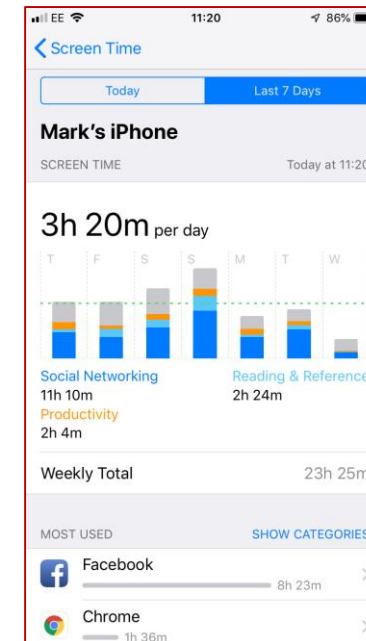 EE 11:20 86%
Screen Time
Today Last 7 Days
Mark's iPhone
SCREEN TIME Today at 11:20
3h 20m per day
T F S S M T W
Social Networking Reading & Reference
11h 10m 2h 24m
Productivity
2h 4m
Weekly Total 23h 25m
MOST USED SHOW CATEGORIES
Facebook
8h 23m
Chrome
1h 36m